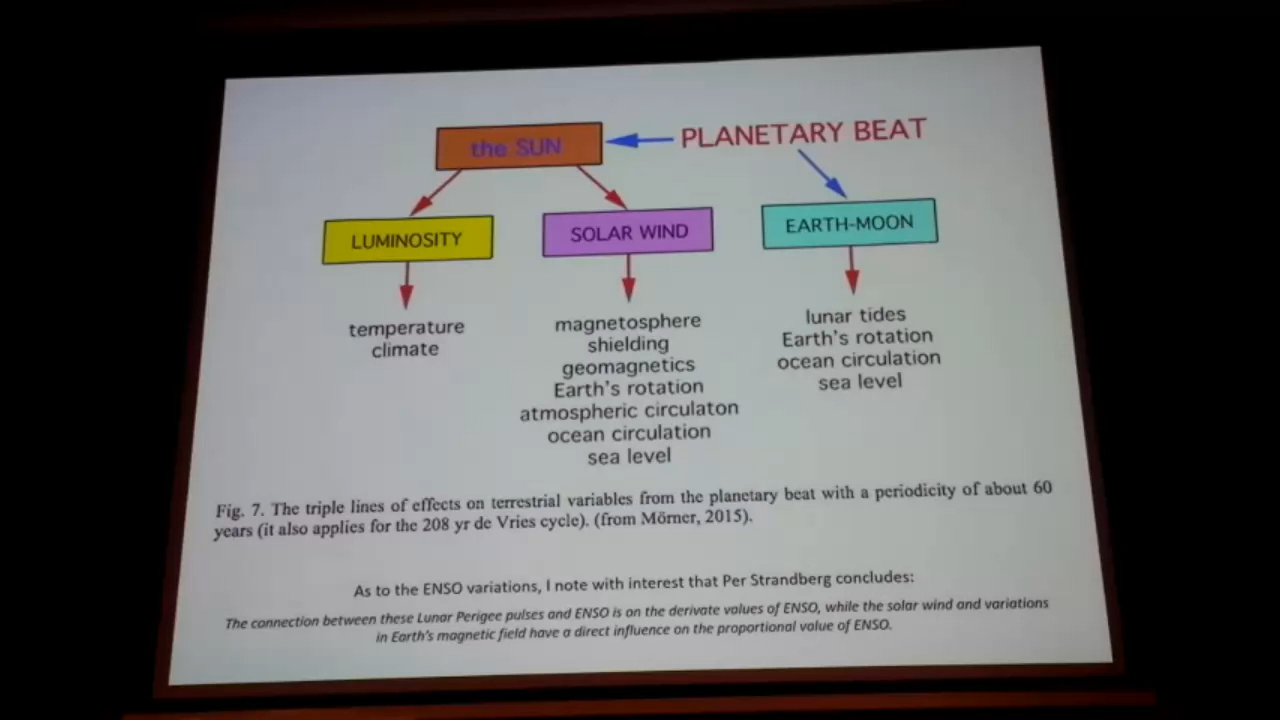 the SUN
PLANETARY BEAT
LUMINOSITY
SOLAR WIND
EARTH-MOON
temperature
climate
magnetosphere
shielding
geomagnetics
Earth's rotation
atmospheric circulaton
ocean circulation
sea level
lunar tides
Earth's rotation
ocean circulation
sea level
Fig. 7. The triple lines of effects on terrestrial variables from the planetary beat with a periodicity of about 60
years (it also applies for the 208 yr de Vries cycle). (from Mörner, 2015).
As to the ENSO variations, I note with interest that Per Strandberg concludes:
The connection between these Lunar Perigee pulses and ENSO is on the derivate values of ENSO, while the solar wind and variations
in Earth's magnetic field have a direct influence on the proportional value of ENSO.